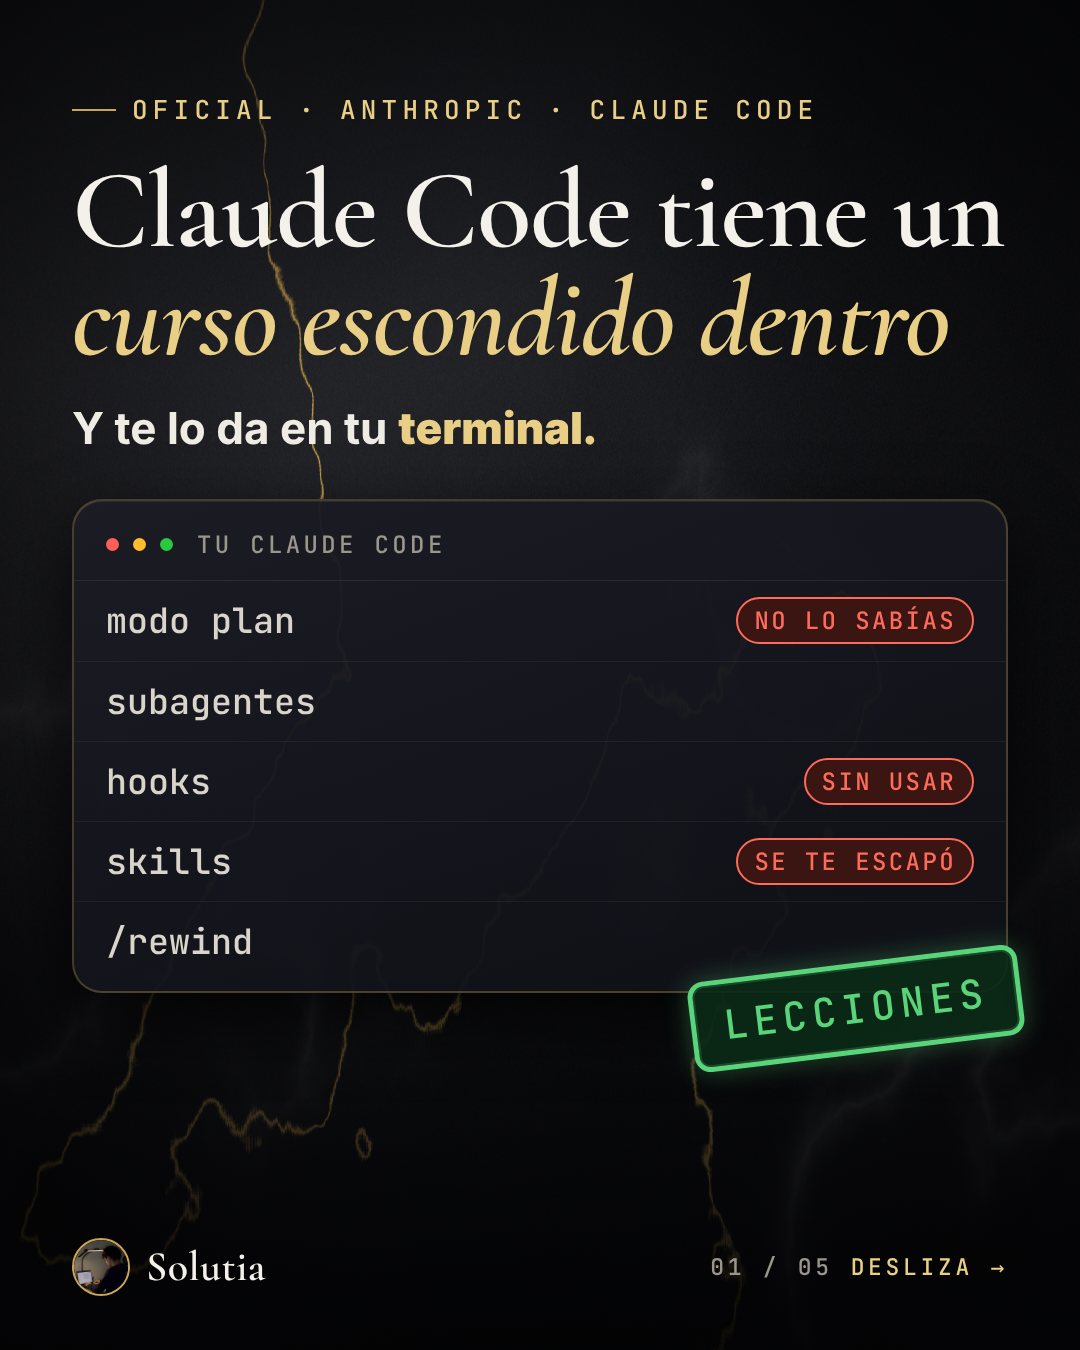 OFICIAL · ANTHROPIC · CLAUDE CODE
Claude Code tiene un
curso escondido dentro
Y te lo da en tu terminal.
TU CLAUDE CODE
modo plan NO LO SABÍAS
subagentes
hooks SIN USAR
skills SE TE ESCAPÓ
/rewind
LECCIONES
Solutia
01 / 05 DESLIZA →